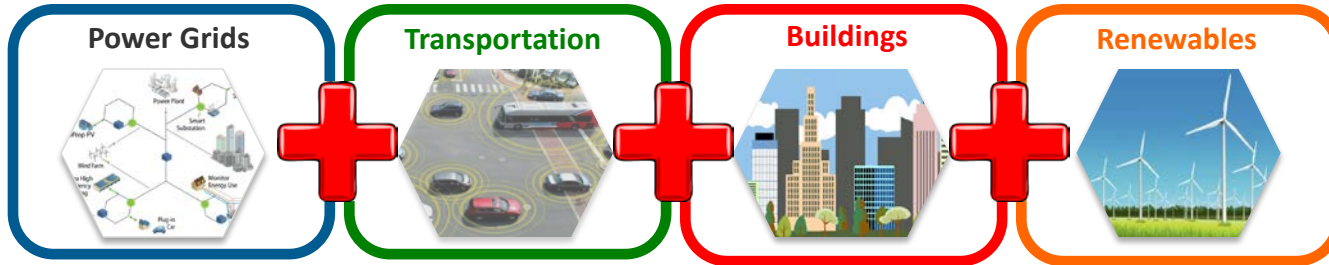 Power Grids
Transportation
Buildings
Renewables
Power Plant
Smart
Substation
Wind Farm
Monitor
Energy Use
Plug-in
Car